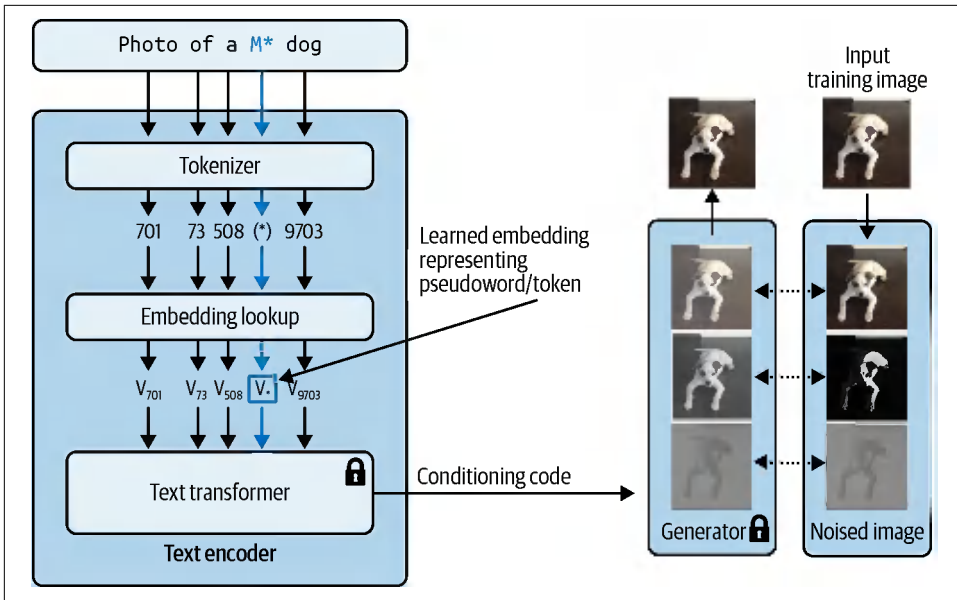 Photo of a M* dog
Tokenizer
701 73 508 (*) 9703
Embedding lookup
V701 V73 V508 V* V9703
Text transformer
Text encoder
Learned embedding
representing
pseudoword/token
Conditioning code
Input
training image
Generator
Noised image